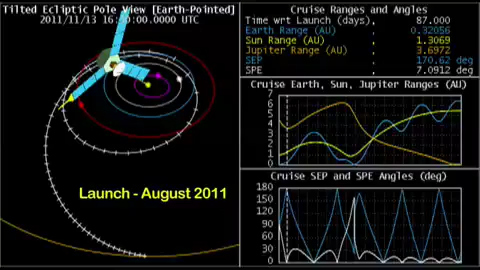 Tilted Ecliptic Pole View [Earth-Pointed]
2011/11/13 16:30:00.0000 UTC
Launch - August 2011
Cruise Ranges and Angles
Time wrt Launch (days), : 87.000
Earth Range (AU) : 0.32056
Sun Range (AU) : 1.3069
Jupiter Range (AU) : 3.6972
SEP : 170.62 deg
SPE : 7.0912 deg
Cruise Earth, Sun, Jupiter Ranges (AU)
7
6
5
4
3
2
1
0
Cruise SEP and SPE Angles (deg)
180
150
120
90
60
30
0